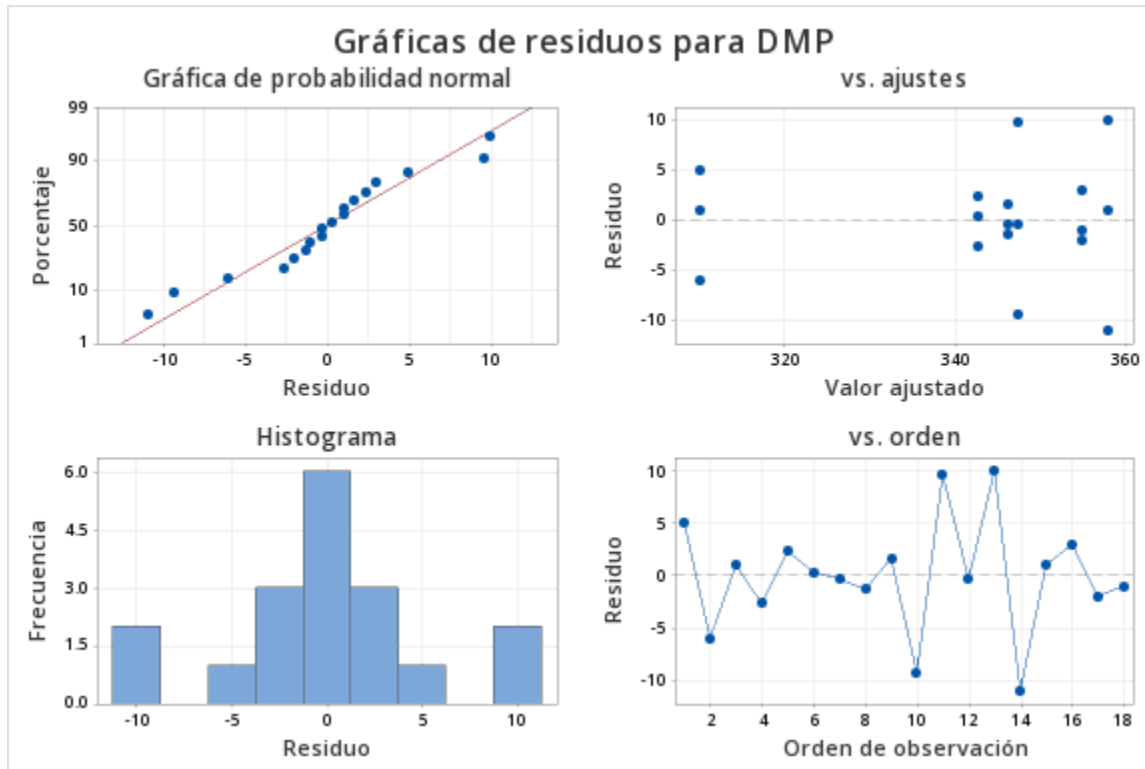 Gráficas de residuos para DMP
Gráfica de probabilidad normal
99
90
50
10
1
Porcentaje
-10 -5 0 5 10
Residuo
vs. ajustes
10
5
0
-5
-10
Residuo
320 340 360
Valor ajustado
Histograma
6.0
4.5
3.0
1.5
0.0
Frecuencia
-10 -5 0 5 10
Residuo
vs. orden
10
5
0
-5
-10
Residuo
2 4 6 8 10 12 14 16 18
Orden de observación